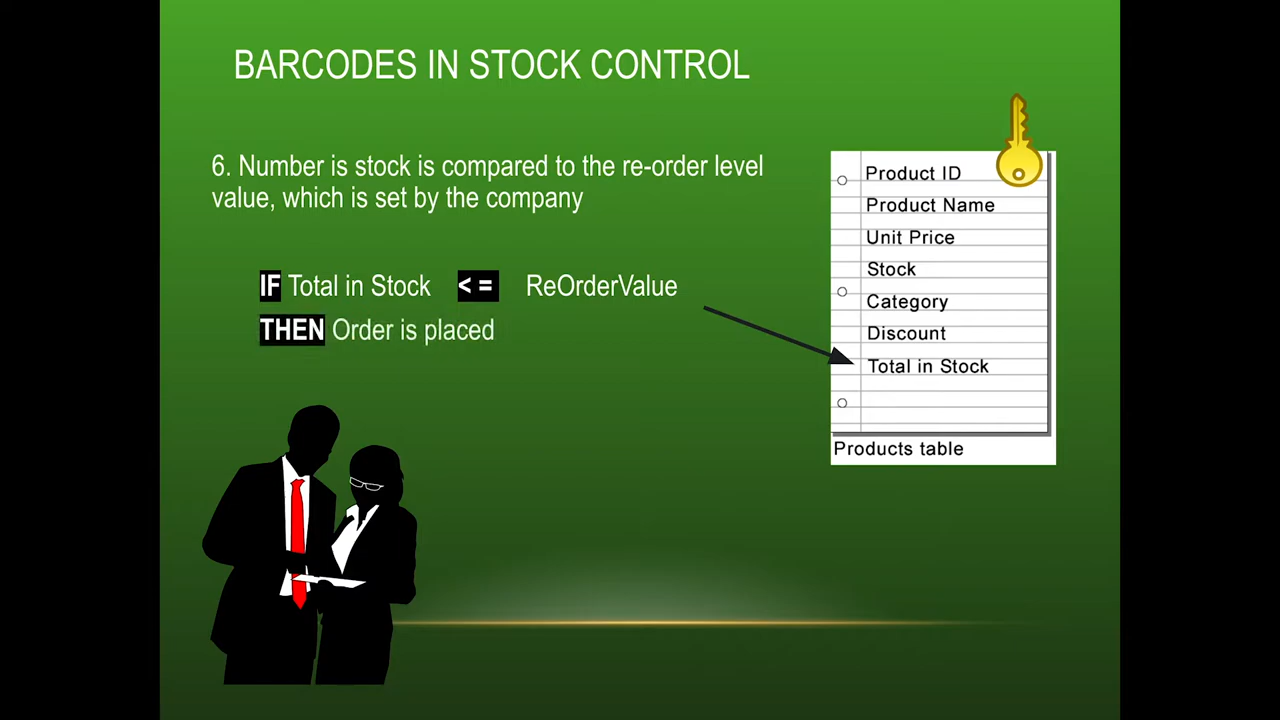 BARCODES IN STOCK CONTROL
6. Number is stock is compared to the re-order level
value, which is set by the company
IF Total in Stock < = ReOrderValue
THEN Order is placed
Product ID
Product Name
Unit Price
Stock
Category
Discount
Total in Stock
Products table